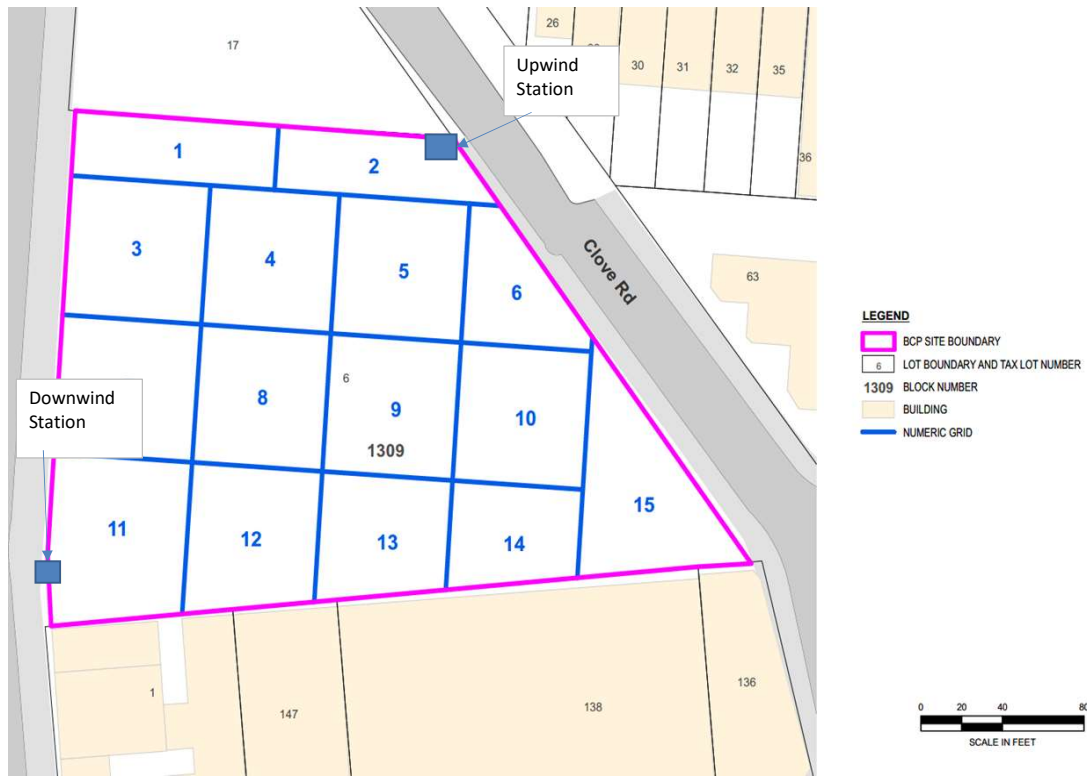 26
30
31
32
35
36
17
Upwind
Station
1
2
3
4
5
6
Clove Rd
63
LEGEND
BCP SITE BOUNDARY
6 LOT BOUNDARY AND TAX LOT NUMBER
1309 BLOCK NUMBER
BUILDING
NUMERIC GRID
Downwind
Station
8
6
9
10
1309
11
12
13
14
15
1
147
138
136
0 20 40 80
SCALE IN FEET